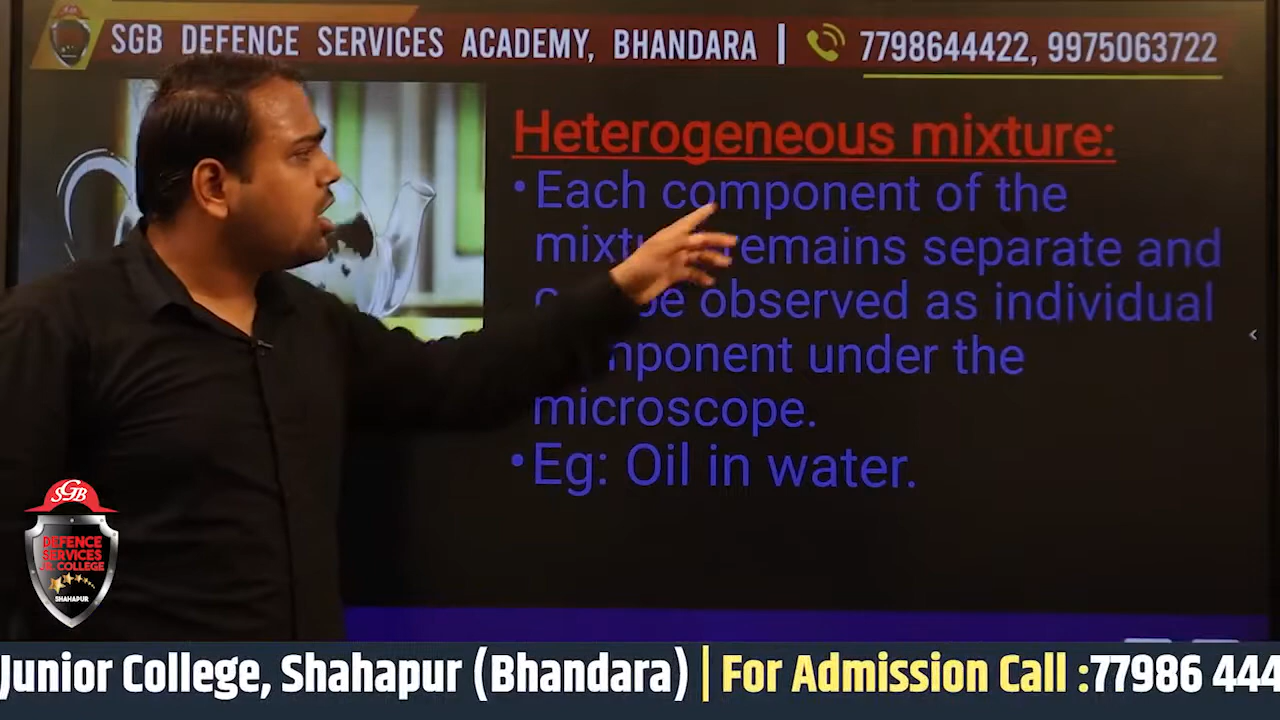 SGB DEFENCE SERVICES ACADEMY, BHANDARA | 7798644422, 9975063722
Heterogeneous mixture:
• Each component of the
remains separate and
observed as individual
under the
microscope.
• Eg: Oil in water.
SGB
DEFENCE
SERVICES
JR. COLLEGE
SHAHAPUR
Junior College, Shahapur (Bhandara) | For Admission Call :77986 444